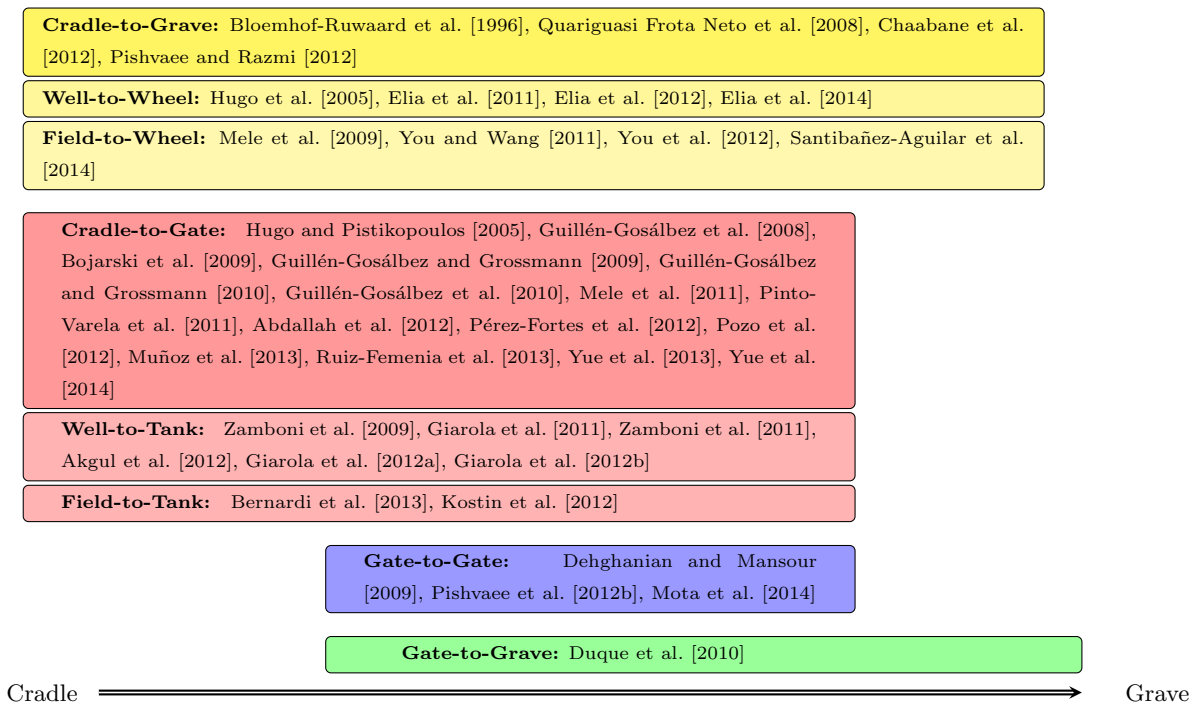 Cradle-to-Grave: Bloemhof-Ruwaard et al. [1996], Quariguasi Frota Neto et al. [2008], Chaabane et al.
[2012], Pishvaee and Razmi [2012]
Well-to-Wheel: Hugo et al. [2005], Elia et al. [2011], Elia et al. [2012], Elia et al. [2014]
Field-to-Wheel: Mele et al. [2009], You and Wang [2011], You et al. [2012], Santibañez-Aguilar et al.
[2014]
Cradle-to-Gate: Hugo and Pistikopoulos [2005], Guillén-Gosálbez et al. [2008],
Bojarski et al. [2009], Guillén-Gosálbez and Grossmann [2009], Guillén-Gosálbez
and Grossmann [2010], Guillén-Gosálbez et al. [2010], Mele et al. [2011], Pinto-
Varela et al. [2011], Abdallah et al. [2012], Pérez-Fortes et al. [2012], Pozo et al.
[2012], Muñoz et al. [2013], Ruiz-Femenia et al. [2013], Yue et al. [2013], Yue et al.
[2014]
Well-to-Tank: Zamboni et al. [2009], Giarola et al. [2011], Zamboni et al. [2011],
Akgul et al. [2012], Giarola et al. [2012a], Giarola et al. [2012b]
Field-to-Tank: Bernardi et al. [2013], Kostin et al. [2012]
Gate-to-Gate: Dehghanian and Mansour
[2009], Pishvaee et al. [2012b], Mota et al. [2014]
Gate-to-Grave: Duque et al. [2010]
Cradle Grave